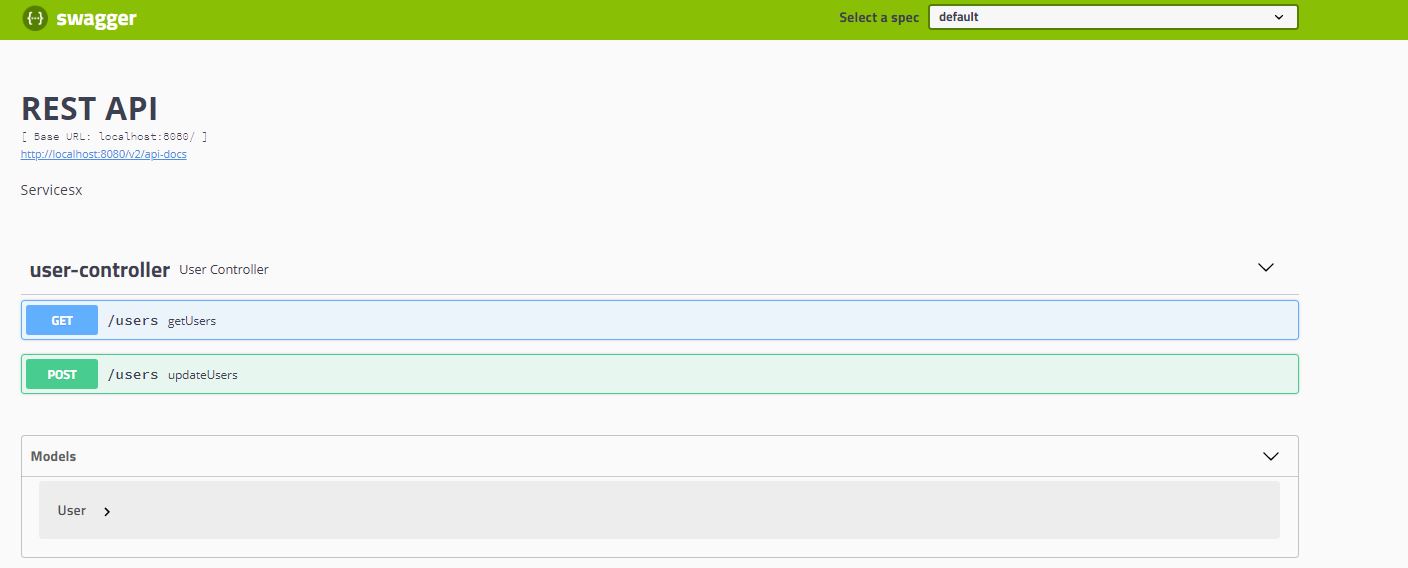 {···} swagger
Select a spec default
REST API
[ Base URL: localhost:8080/ ]
http://localhost:8080/v2/api-docs
Servicesx
user-controller User Controller
GET /users getUsers
POST /users updateUsers
Models
User